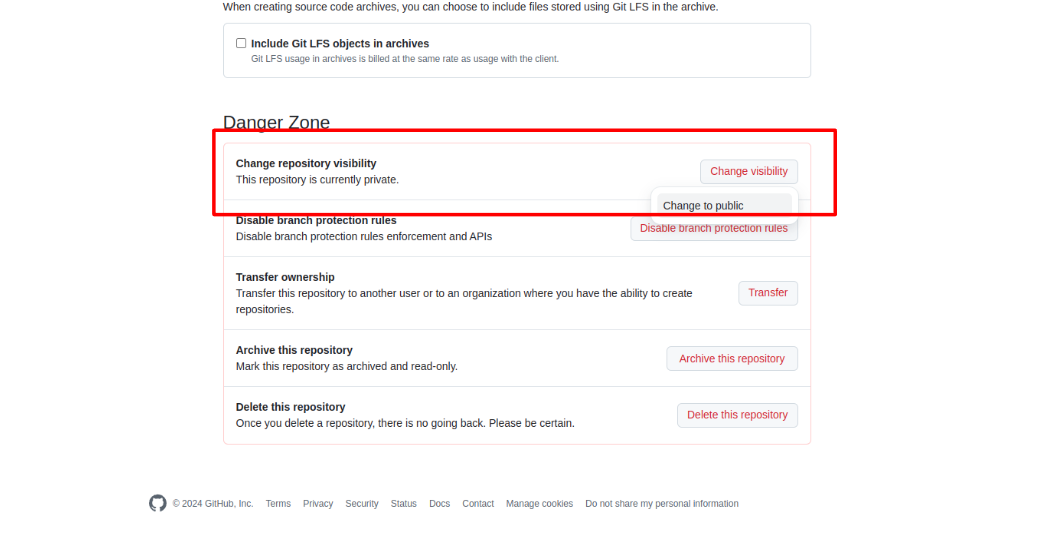 When creating source code archives, you can choose to include files stored using Git LFS in the archive.
Include Git LFS objects in archives
Git LFS usage in archives is billed at the same rate as usage with the client.
Danger Zone
Change repository visibility
This repository is currently private.
Change visibility
Change to public
Disable branch protection rules
Disable branch protection rules enforcement and APIs
Disable branch protection rules
Transfer ownership
Transfer this repository to another user or to an organization where you have the ability to create
repositories.
Transfer
Archive this repository
Mark this repository as archived and read-only.
Archive this repository
Delete this repository
Once you delete a repository, there is no going back. Please be certain.
Delete this repository
© 2024 GitHub, Inc. Terms Privacy Security Status Docs Contact Manage cookies Do not share my personal information